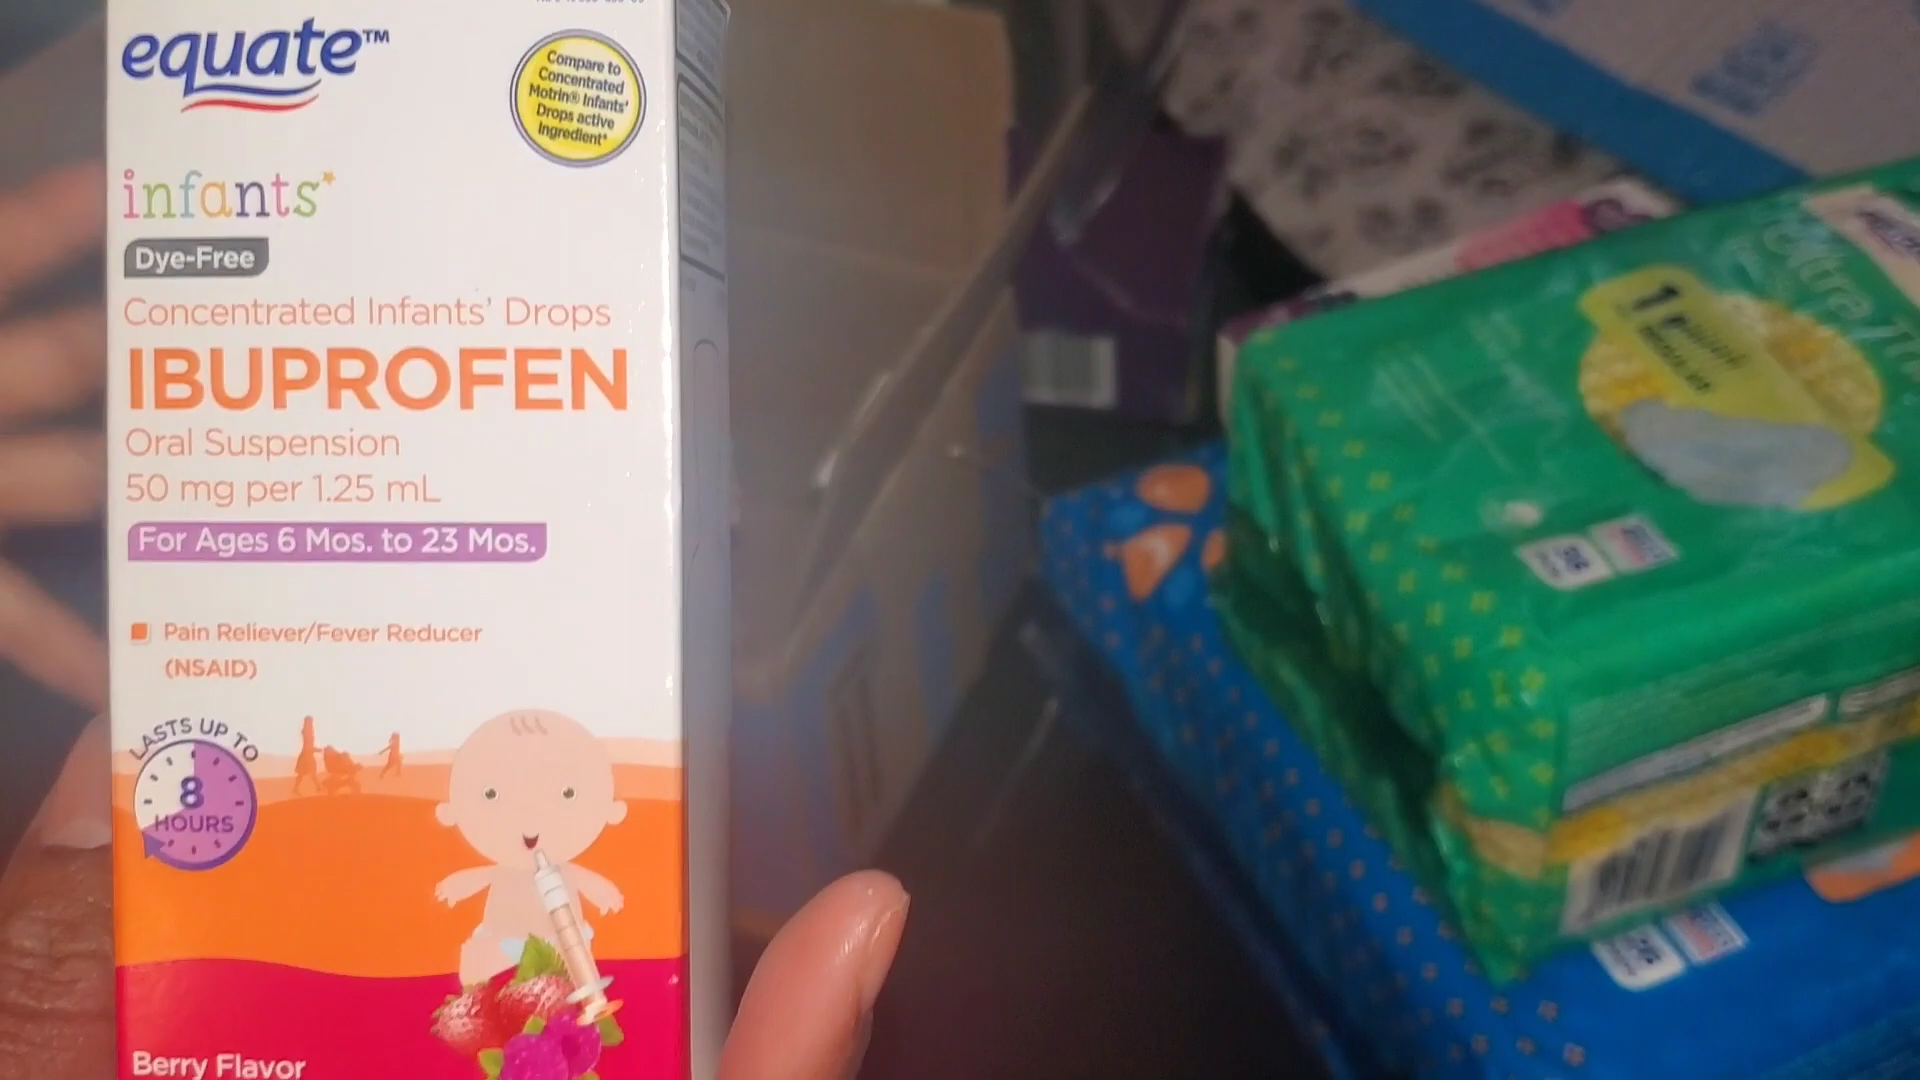 equate™
Compare to
Concentrated
Motrin® Infants'
Drops active
Ingredient*
infants*
Dye-Free
Concentrated Infants' Drops
IBUPROFEN
Oral Suspension
50 mg per 1.25 mL
For Ages 6 Mos. to 23 Mos.
Pain Reliever/Fever Reducer
(NSAID)
LASTS UP TO
8
HOURS
Berry Flavor
extra